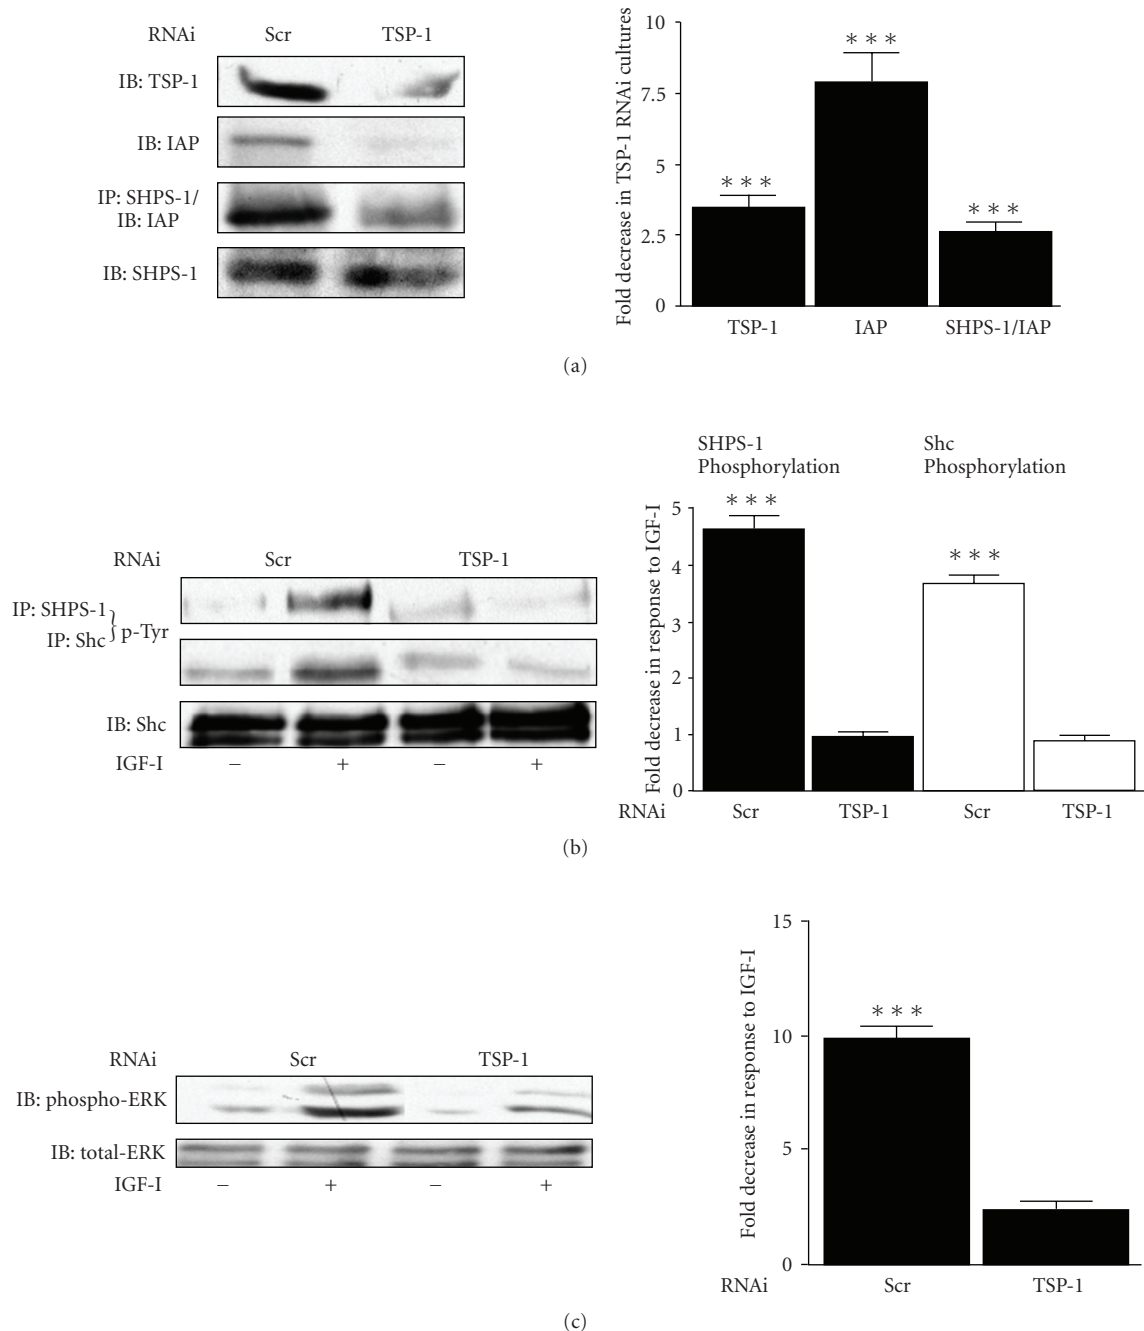 RNAi Scr TSP-1
IB: TSP-1
IB: IAP
IP: SHPS-1/
IB: IAP
IB: SHPS-1
Fold decrease in TSP-1 RNAi cultures
10
7.5
5
2.5
0
∗∗∗
∗∗∗
∗∗∗
TSP-1 IAP SHPS-1/IAP
(a)
RNAi Scr TSP-1
IP: SHPS-1
IP: Shc
} p-Tyr
IB: Shc
IGF-I − + − +
SHPS-1
Phosphorylation
Shc
Phosphorylation
Fold decrease in response to IGF-I
5
4
3
2
1
0
∗∗∗
∗∗∗
RNAi Scr TSP-1 Scr TSP-1
(b)
RNAi Scr TSP-1
IB: phospho-ERK
IB: total-ERK
IGF-I − + − +
Fold decrease in response to IGF-I
15
10
5
0
∗∗∗
RNAi Scr TSP-1
(c)